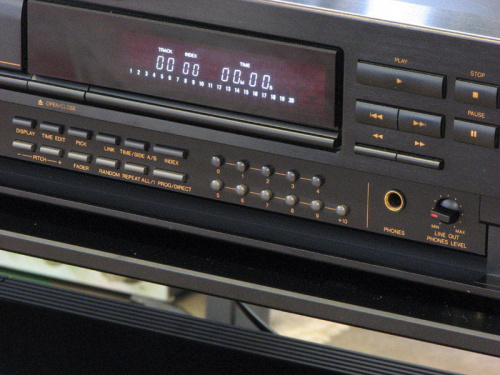 TRACK INDEX TIME
00 00 00M00S
1 2 3 4 5 6 7 8 9 10 11 12 13 14 15 16 17 18 19 20
PLAY
STOP
PAUSE
OPEN/CLOSE
DISPLAY TIME EDIT PICK LINK TIME/SIDE A/B INDEX
PITCH FADER RANDOM REPEAT ALL/1 PROG/DIRECT
0 1 2 3 4
5 6 7 8 9 +10
PHONES
MIN MAX
LINE OUT
PHONES LEVEL